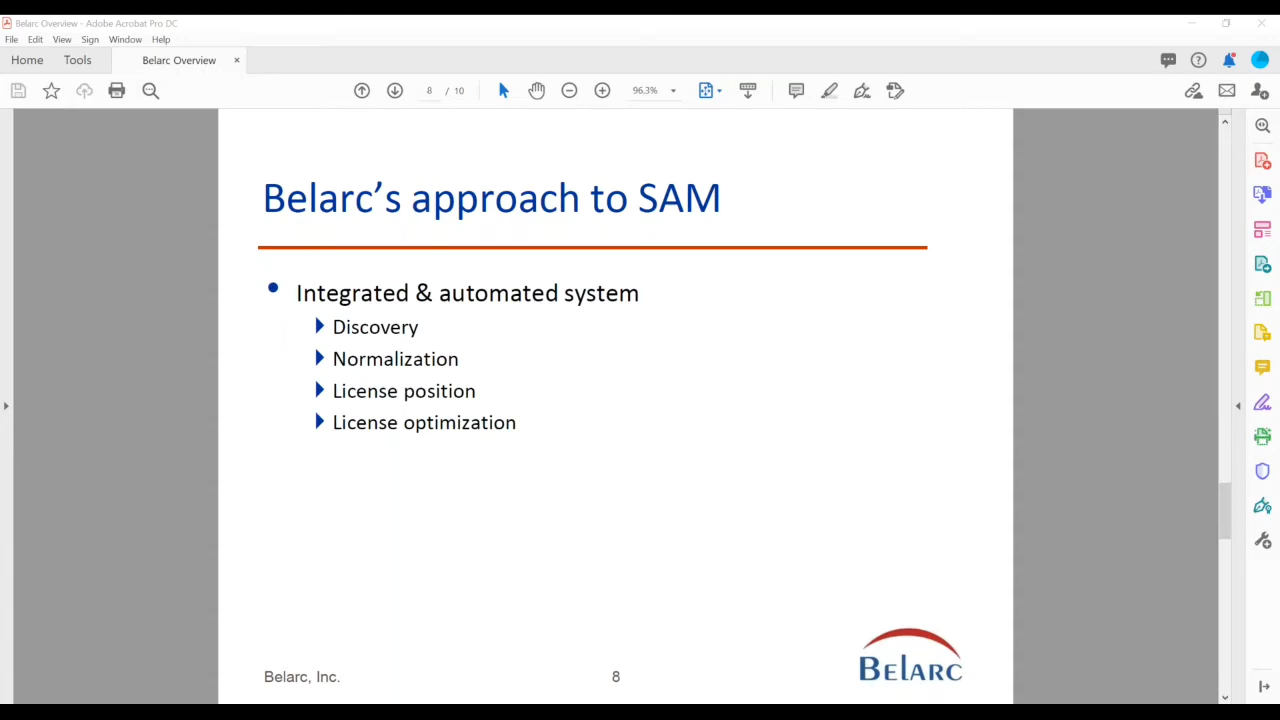 Belarc Overview - Adobe Acrobat Pro DC
File Edit View Sign Window Help
Home Tools Belarc Overview ×
8 / 10 96.3%
Belarc’s approach to SAM
• Integrated & automated system
Discovery
Normalization
License position
License optimization
BELARC
Belarc, Inc. 8